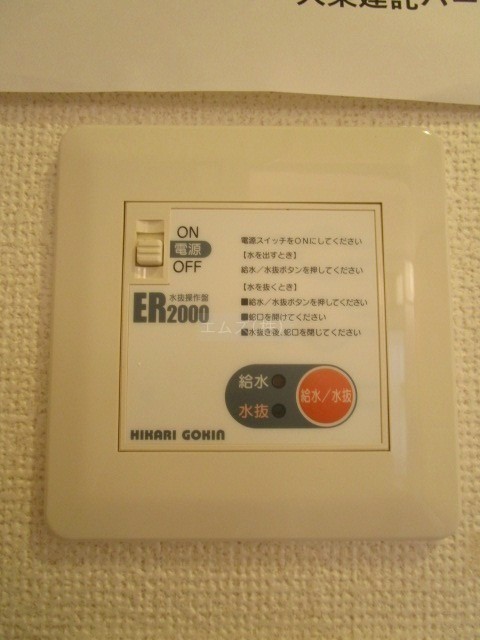 ON
電源
OFF
水抜操作盤
ER2000
電源スイッチをONにしてください
【水を出すとき】
給水／水抜ボタンを押してください
【水を抜くとき】
■給水／水抜ボタンを押してください
■蛇口を開けてください
■水抜き後、蛇口を閉じてください
給水
水抜
給水／水抜
HIKARI GOKIN